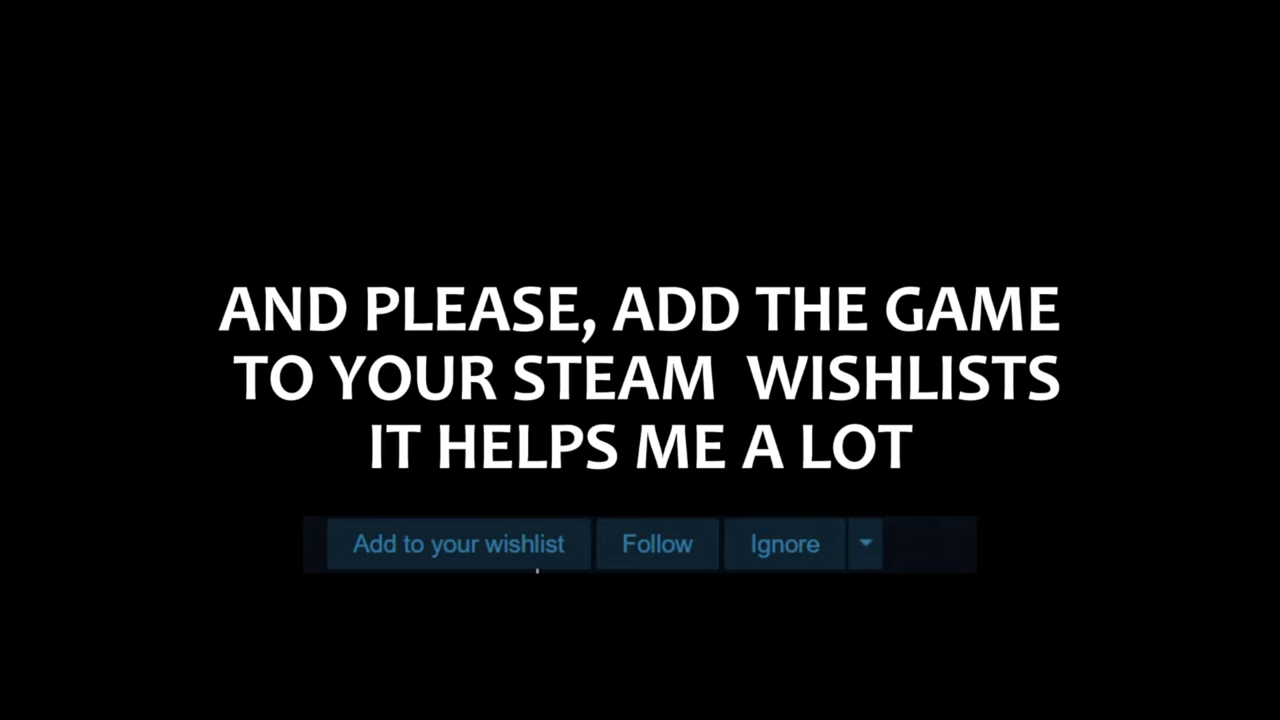 AND PLEASE, ADD THE GAME
TO YOUR STEAM  WISHLISTS
IT HELPS ME A LOT
Add to your wishlist Follow Ignore